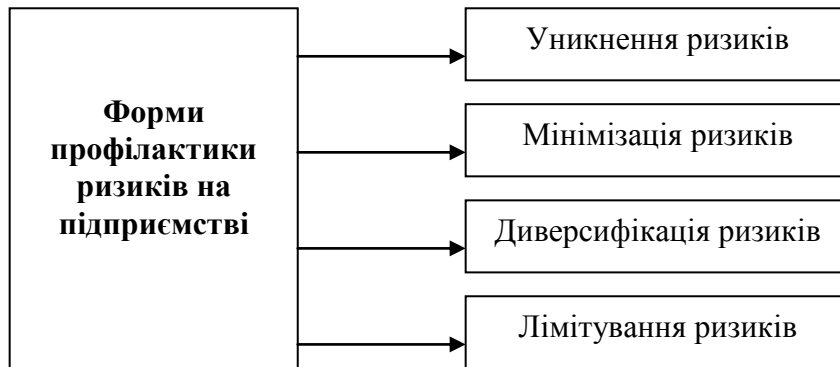 Форми
профілактики
ризиків на
підприємстві
Уникнення ризиків
Мінімізація ризиків
Диверсифікація ризиків
Лімітування ризиків